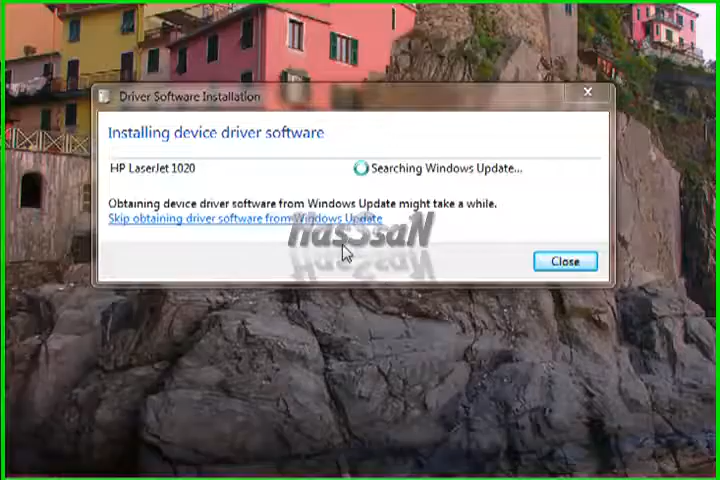 Driver Software Installation
Installing device driver software
HP LaserJet 1020
Searching Windows Update...
Obtaining device driver software from Windows Update might take a while.
Skip obtaining driver software from Windows Update
HasSsaN
Close